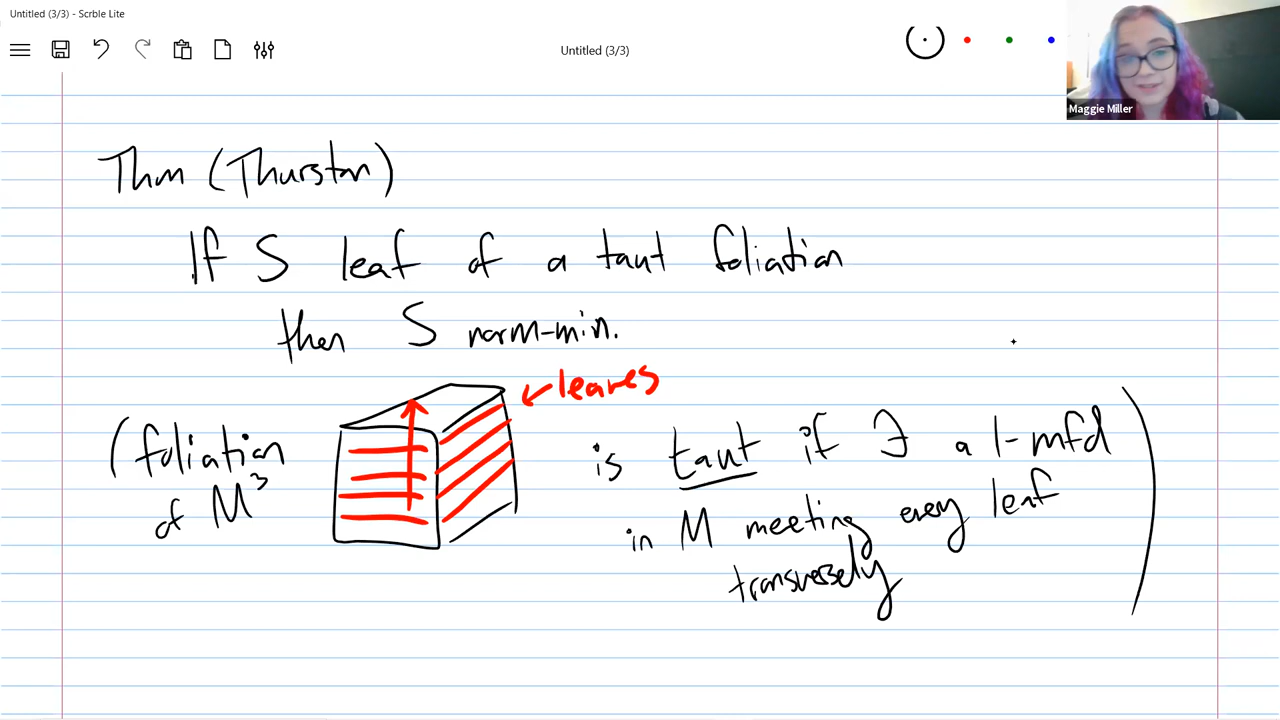 Untitled (3/3) - Scrble Lite
Untitled (3/3)
Maggie Miller
Thm (Thurston)
If S leaf of a taut foliation
then S norm-min.
← leaves
(foliation
of M³
is taut if ∃ a 1-mfd
in M meeting every leaf
transversely)